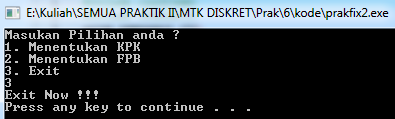 E:\Kuliah\SEMUA PRAKTIK II\MTK DISKRET\Prak\6\kode\prakfix2.exe
Masukan Pilihan anda ?
1. Menentukan KPK
2. Menentukan FPB
3. Exit
3
Exit Now !!!
Press any key to continue . . .